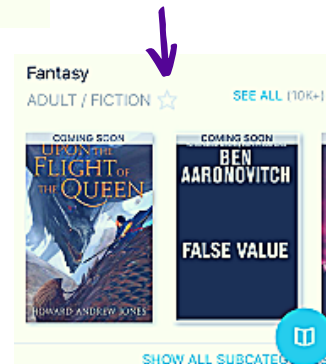 Fantasy
ADULT / FICTION
SEE ALL (10K+)
COMING SOON
UPON THE
FLIGHT OF
THE QUEEN
HOWARD ANDREW JONES
COMING SOON
BEN
AARONOVITCH
FALSE VALUE
SHOW ALL